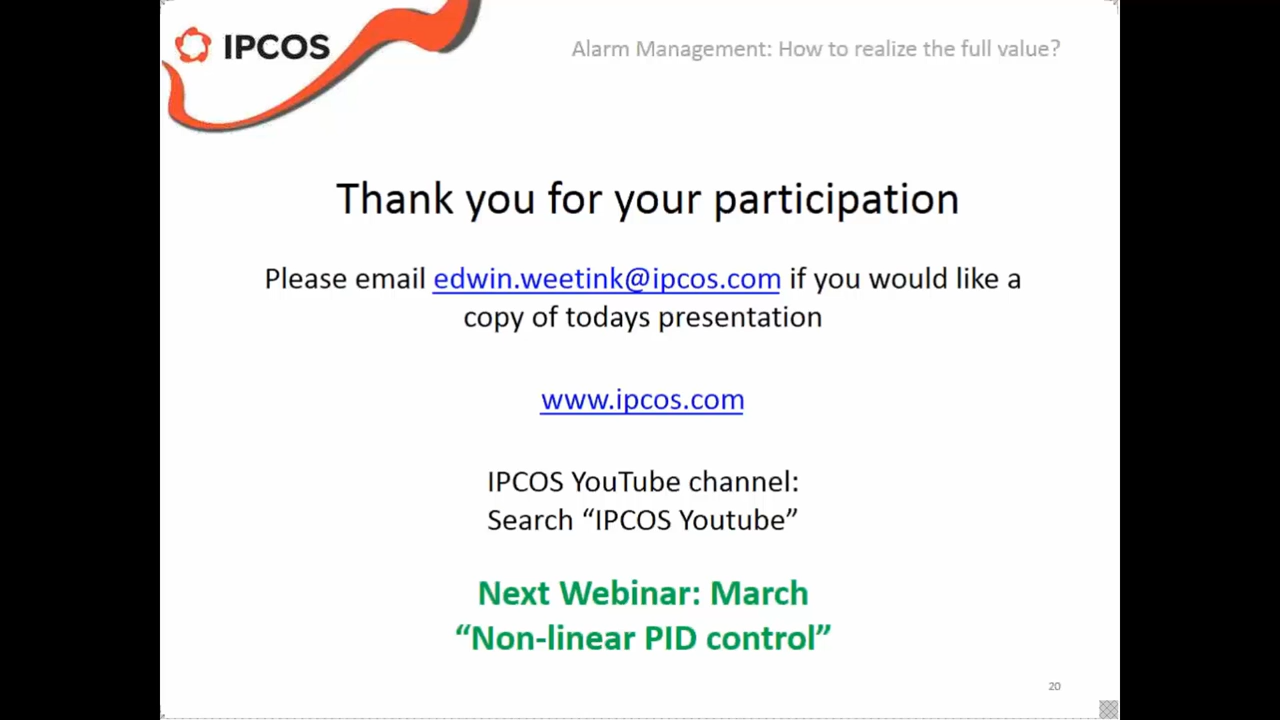 IPCOS
Alarm Management: How to realize the full value?
Thank you for your participation
Please email edwin.weetink@ipcos.com if you would like a
copy of todays presentation
www.ipcos.com
IPCOS YouTube channel:
Search “IPCOS Youtube”
Next Webinar: March
“Non-linear PID control”
20